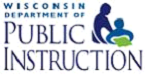 WISCONSIN
DEPARTMENT OF
PUBLIC
INSTRUCTION